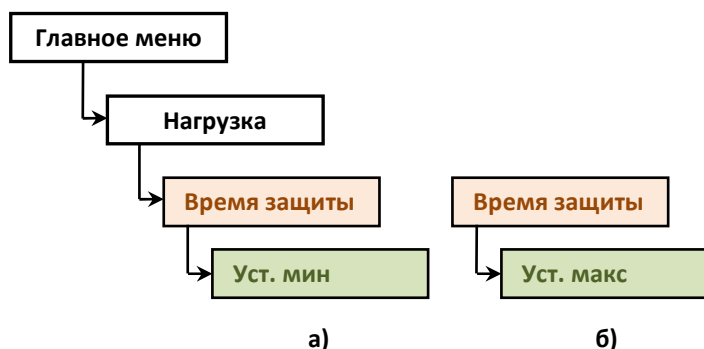 Главное меню
Нагрузка
Время защиты
Время защиты
Уст. мин
Уст. макс
а)
б)